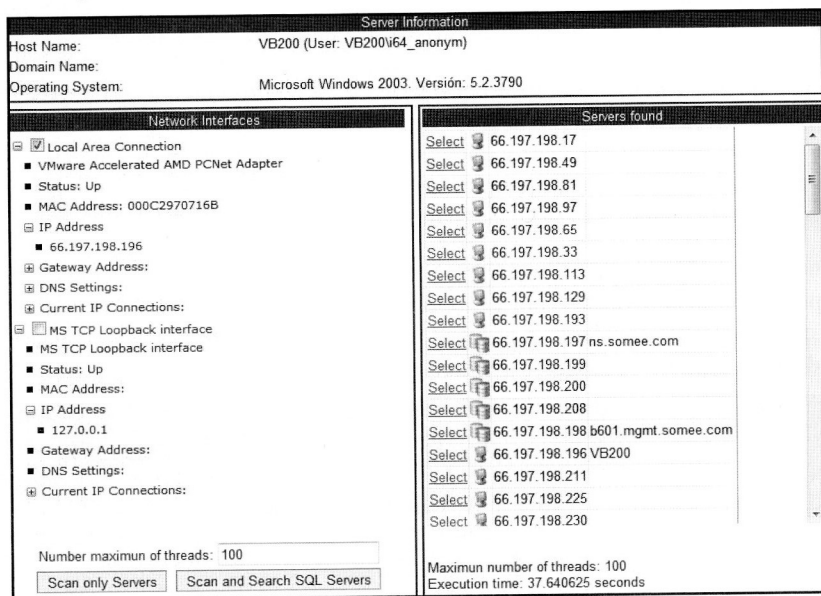 Server Information
Host Name: VB200 (User: VB200\i64_anonym)
Domain Name:
Operating System: Microsoft Windows 2003. Versión: 5.2.3790
Network Interfaces
Local Area Connection
VMware Accelerated AMD PCNet Adapter
Status: Up
MAC Address: 000C2970716B
IP Address
66.197.198.196
Gateway Address:
DNS Settings:
Current IP Connections:
MS TCP Loopback interface
MS TCP Loopback interface
Status: Up
MAC Address:
IP Address
127.0.0.1
Gateway Address:
DNS Settings:
Current IP Connections:
Number maximun of threads: 100
Scan only Servers Scan and Search SQL Servers
Servers found
Select 66.197.198.17
Select 66.197.198.49
Select 66.197.198.81
Select 66.197.198.97
Select 66.197.198.65
Select 66.197.198.33
Select 66.197.198.113
Select 66.197.198.129
Select 66.197.198.193
Select 66.197.198.197 ns.somee.com
Select 66.197.198.199
Select 66.197.198.200
Select 66.197.198.208
Select 66.197.198.198 b601.mgmt.somee.com
Select 66.197.198.196 VB200
Select 66.197.198.211
Select 66.197.198.225
Select 66.197.198.230
Maximun number of threads: 100
Execution time: 37.640625 seconds